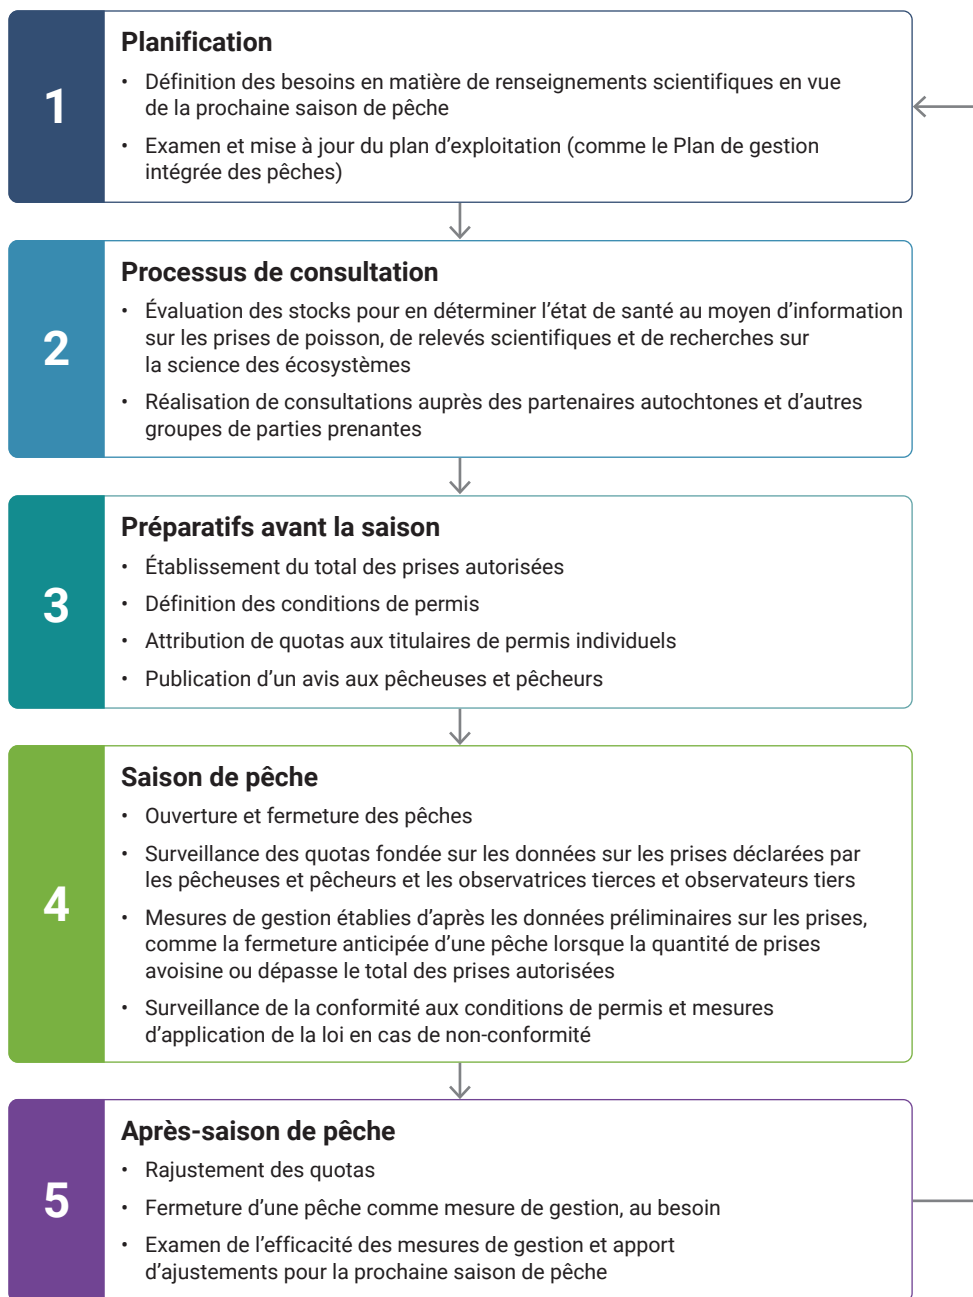 1
Planification
• Définition des besoins en matière de renseignements scientifiques en vue
de la prochaine saison de pêche
• Examen et mise à jour du plan d’exploitation (comme le Plan de gestion
intégrée des pêches)
2
Processus de consultation
• Évaluation des stocks pour en déterminer l’état de santé au moyen d’information
sur les prises de poisson, de relevés scientifiques et de recherches sur
la science des écosystèmes
• Réalisation de consultations auprès des partenaires autochtones et d’autres
groupes de parties prenantes
3
Préparatifs avant la saison
• Établissement du total des prises autorisées
• Définition des conditions de permis
• Attribution de quotas aux titulaires de permis individuels
• Publication d’un avis aux pêcheuses et pêcheurs
4
Saison de pêche
• Ouverture et fermeture des pêches
• Surveillance des quotas fondée sur les données sur les prises déclarées par
les pêcheuses et pêcheurs et les observatrices tierces et observateurs tiers
• Mesures de gestion établies d’après les données préliminaires sur les prises,
comme la fermeture anticipée d’une pêche lorsque la quantité de prises
avoisine ou dépasse le total des prises autorisées
• Surveillance de la conformité aux conditions de permis et mesures
d’application de la loi en cas de non-conformité
5
Après-saison de pêche
• Rajustement des quotas
• Fermeture d’une pêche comme mesure de gestion, au besoin
• Examen de l’efficacité des mesures de gestion et apport
d’ajustements pour la prochaine saison de pêche